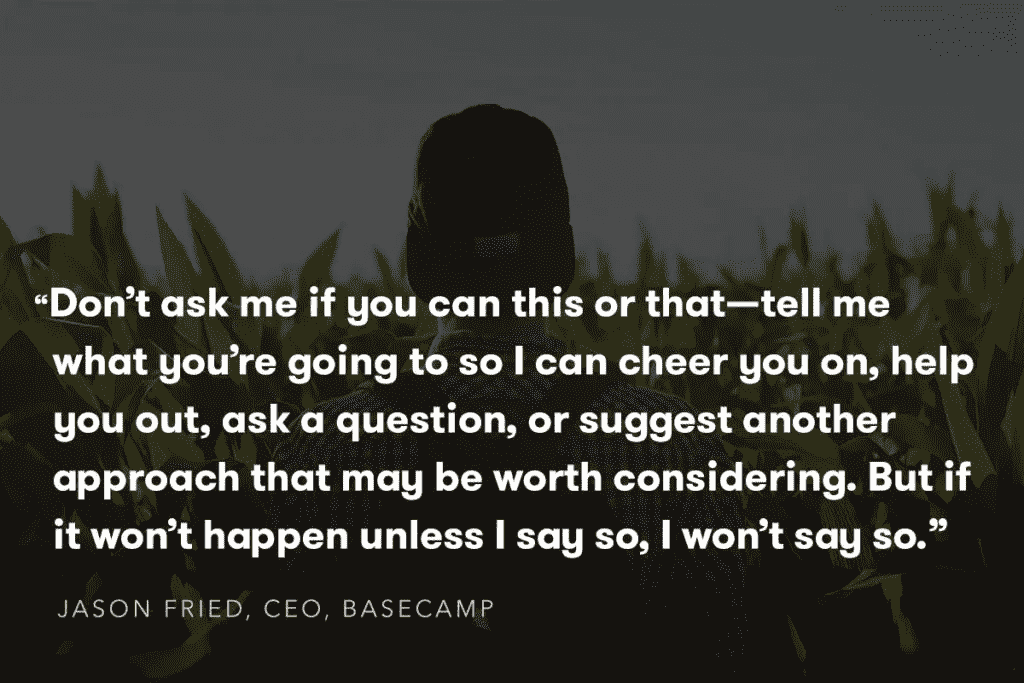 “Don’t ask me if you can this or that—tell me
what you’re going to so I can cheer you on, help
you out, ask a question, or suggest another
approach that may be worth considering. But if
it won’t happen unless I say so, I won’t say so.”
JASON FRIED, CEO, BASECAMP